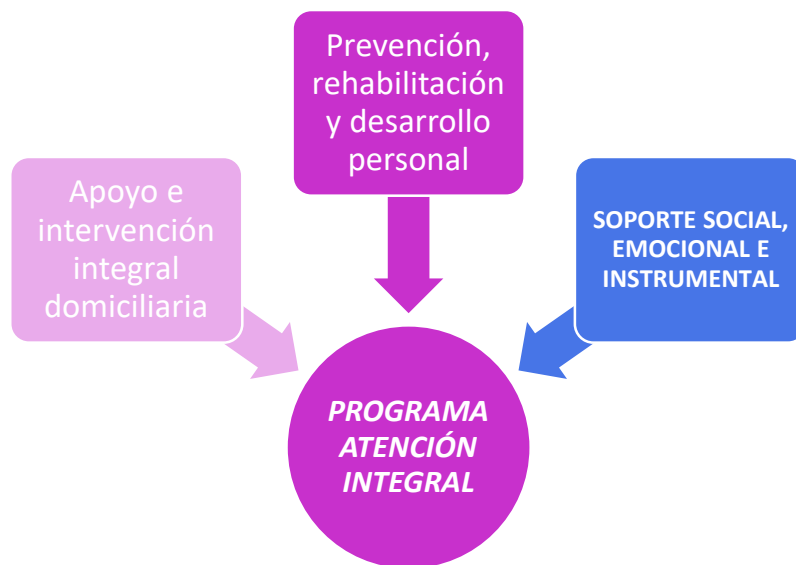 Prevención,
rehabilitación
y desarrollo
personal
Apoyo e
intervención
integral
domiciliaria
SOPORTE SOCIAL,
EMOCIONAL E
INSTRUMENTAL
PROGRAMA
ATENCIÓN
INTEGRAL